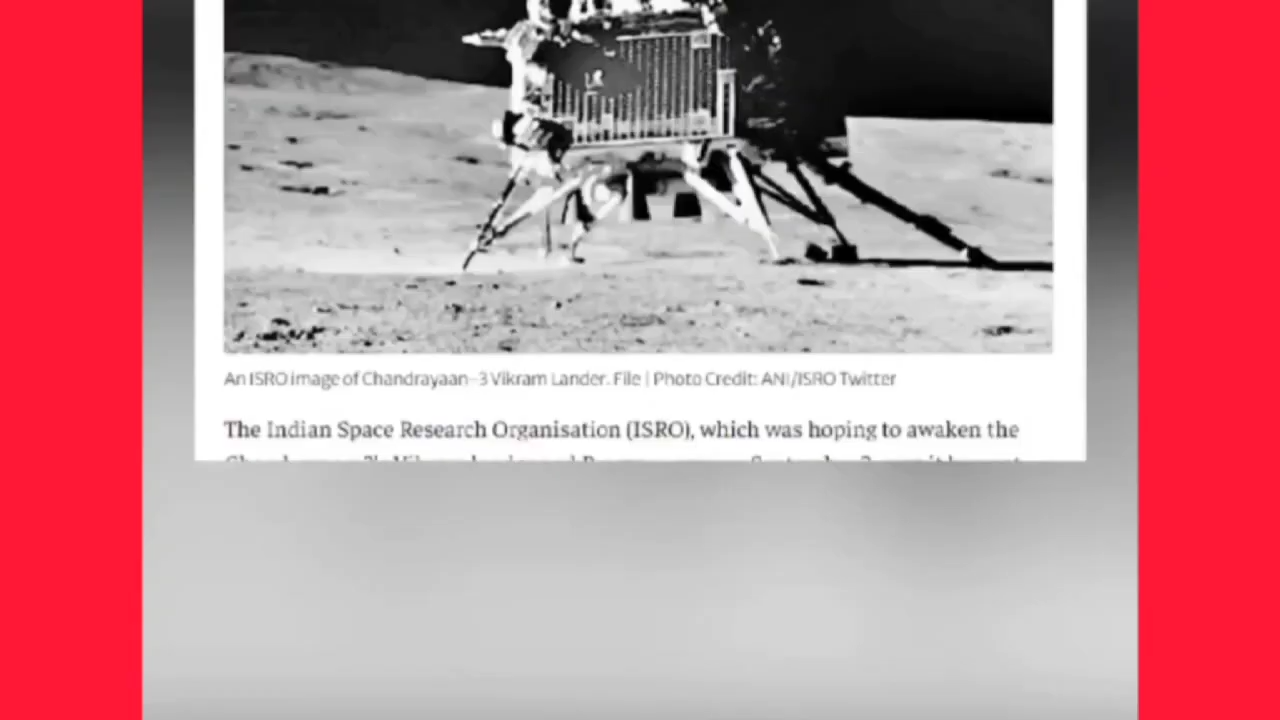 An ISRO image of Chandrayaan-3 Vikram Lander. File | Photo Credit: ANI/ISRO Twitter
The Indian Space Research Organisation (ISRO), which was hoping to awaken the